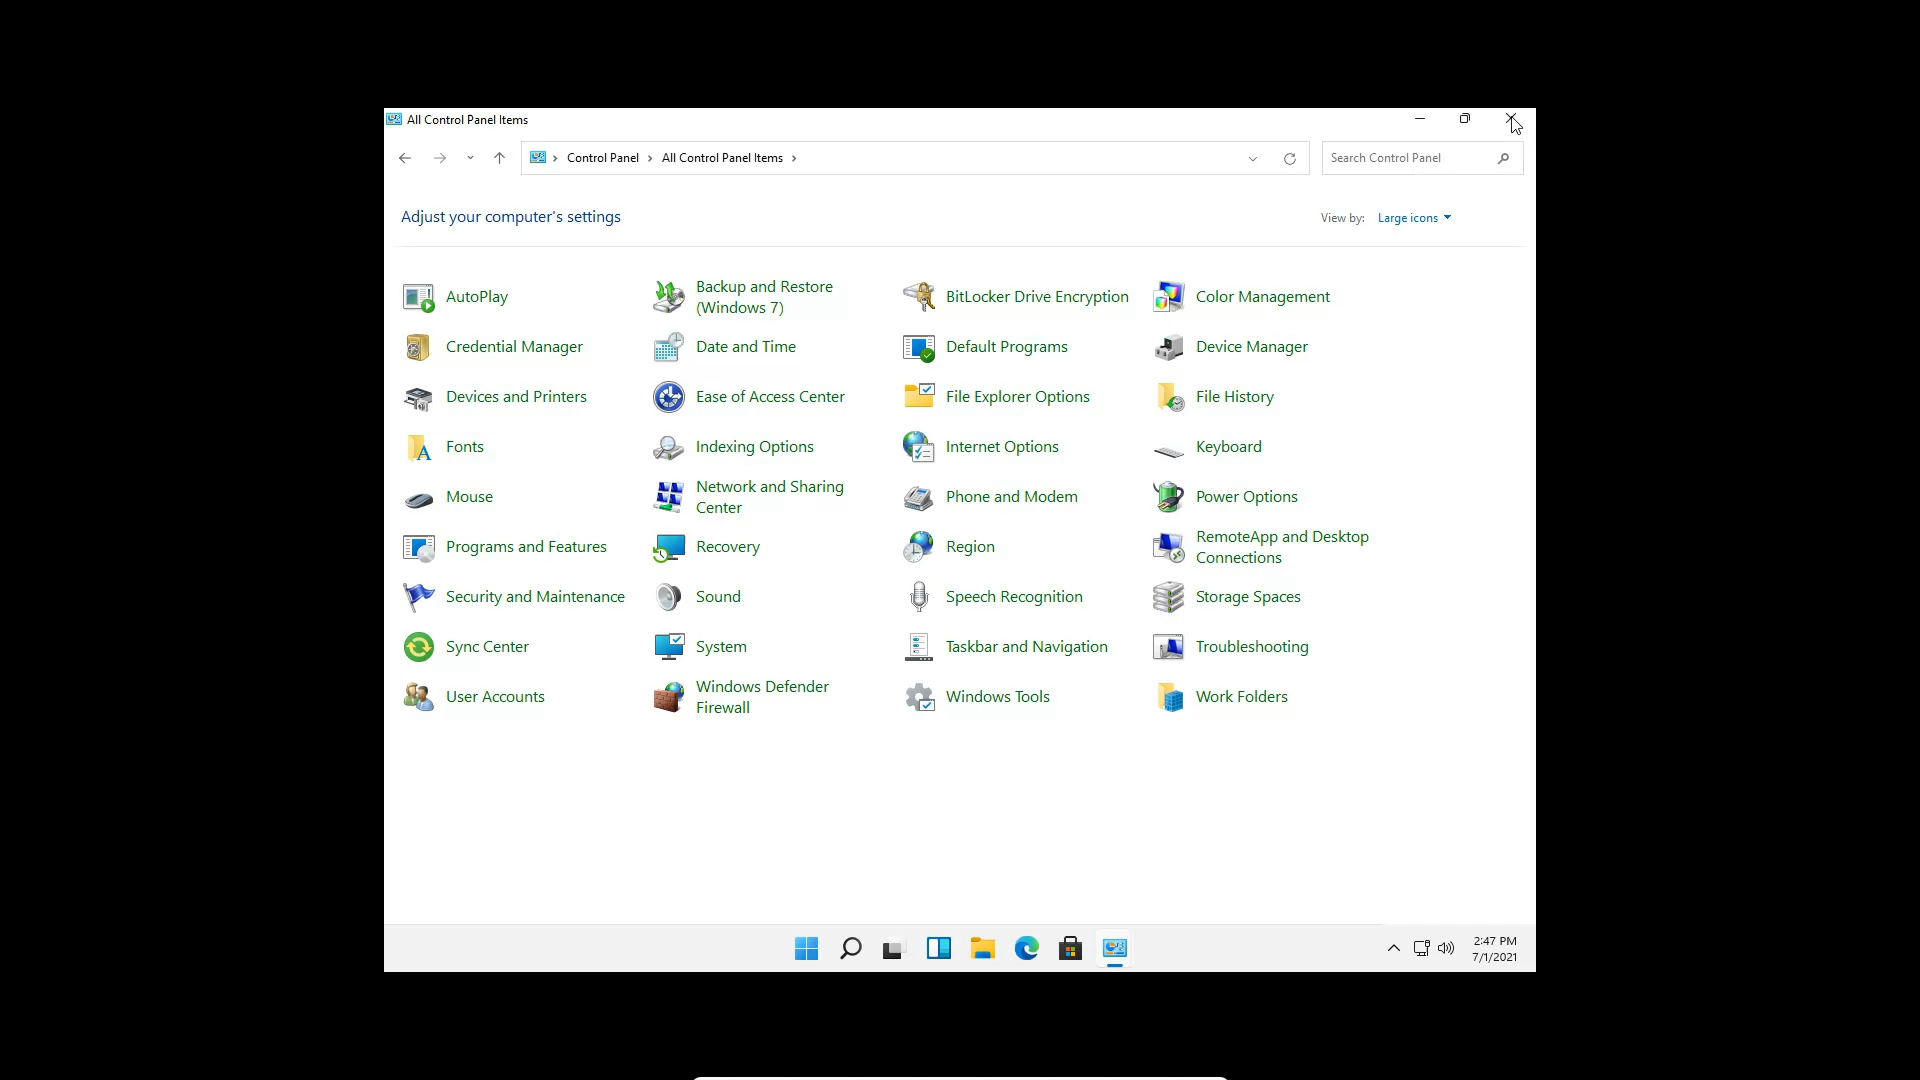 All Control Panel Items
Control Panel > All Control Panel Items >
Search Control Panel
Adjust your computer's settings
View by: Large icons
AutoPlay
Backup and Restore
(Windows 7)
BitLocker Drive Encryption
Color Management
Credential Manager
Date and Time
Default Programs
Device Manager
Devices and Printers
Ease of Access Center
File Explorer Options
File History
Fonts
Indexing Options
Internet Options
Keyboard
Mouse
Network and Sharing
Center
Phone and Modem
Power Options
Programs and Features
Recovery
Region
RemoteApp and Desktop
Connections
Security and Maintenance
Sound
Speech Recognition
Storage Spaces
Sync Center
System
Taskbar and Navigation
Troubleshooting
User Accounts
Windows Defender
Firewall
Windows Tools
Work Folders
2:47 PM
7/1/2021